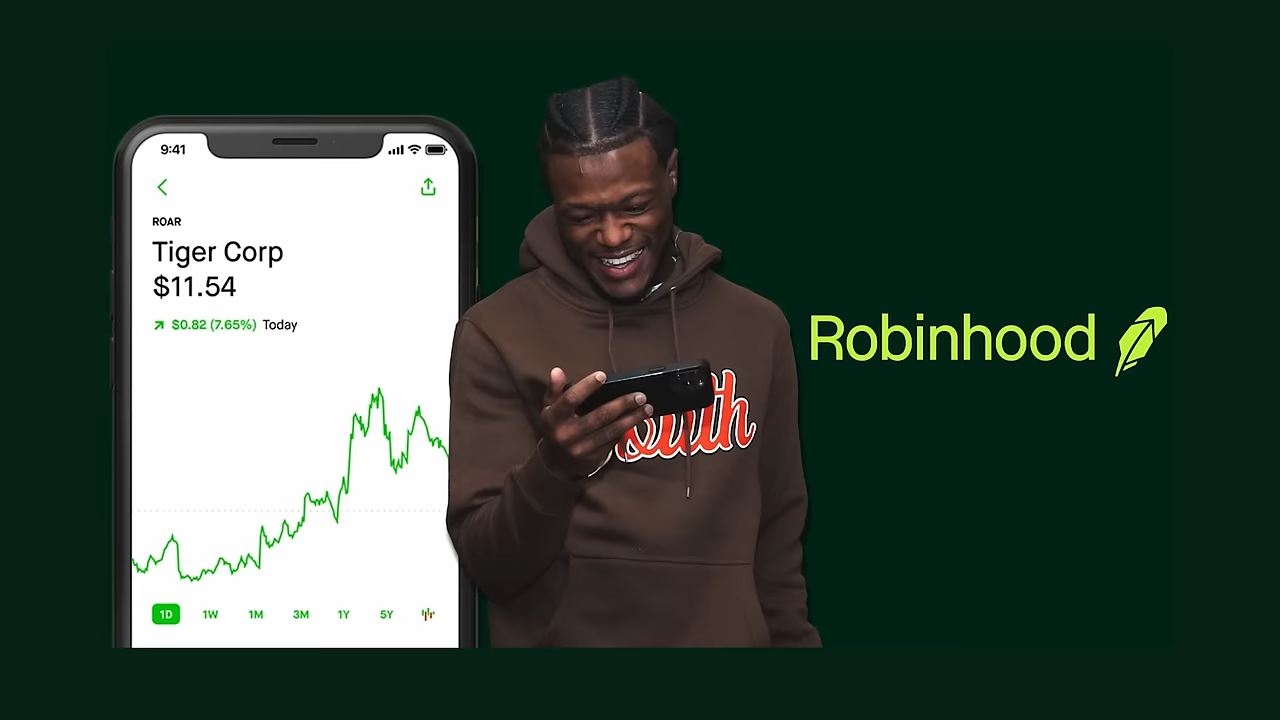 9:41
ROAR
Tiger Corp
$11.54
$0.82 (7.65%) Today
1D 1W 1M 3M 1Y 5Y
Robinhood